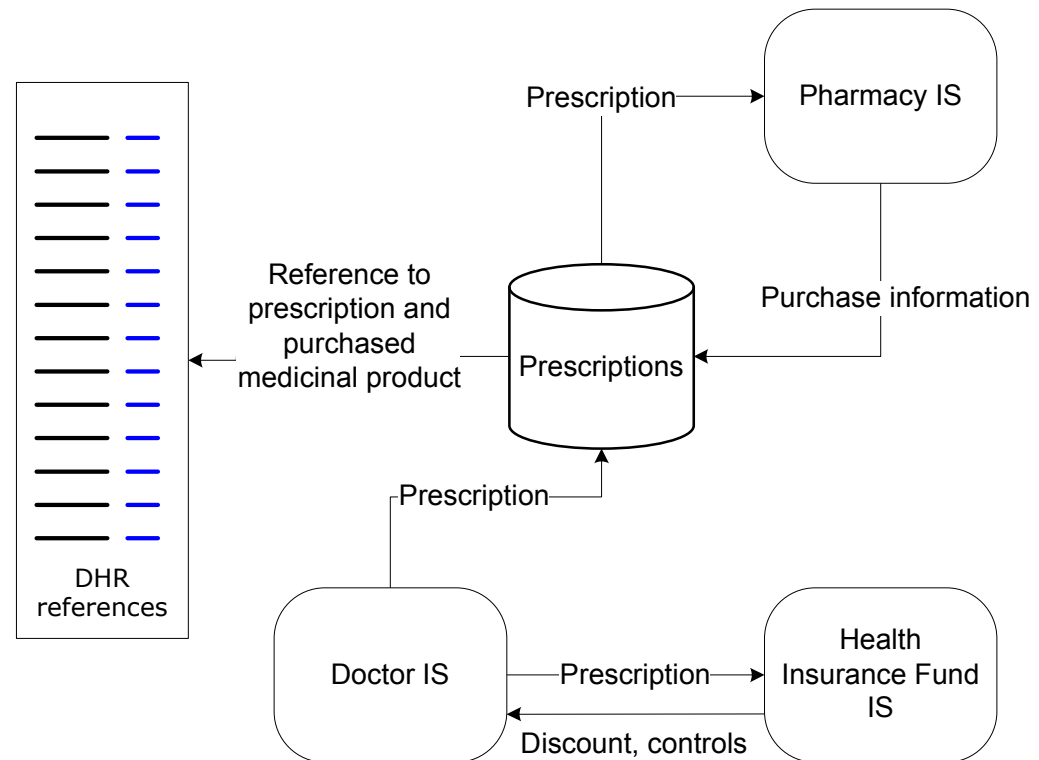 Prescription
Pharmacy IS
Purchase information
Reference to
prescription and
purchased
medicinal product
Prescriptions
Prescription
DHR
references
Doctor IS
Prescription
Discount, controls
Health
Insurance Fund
IS